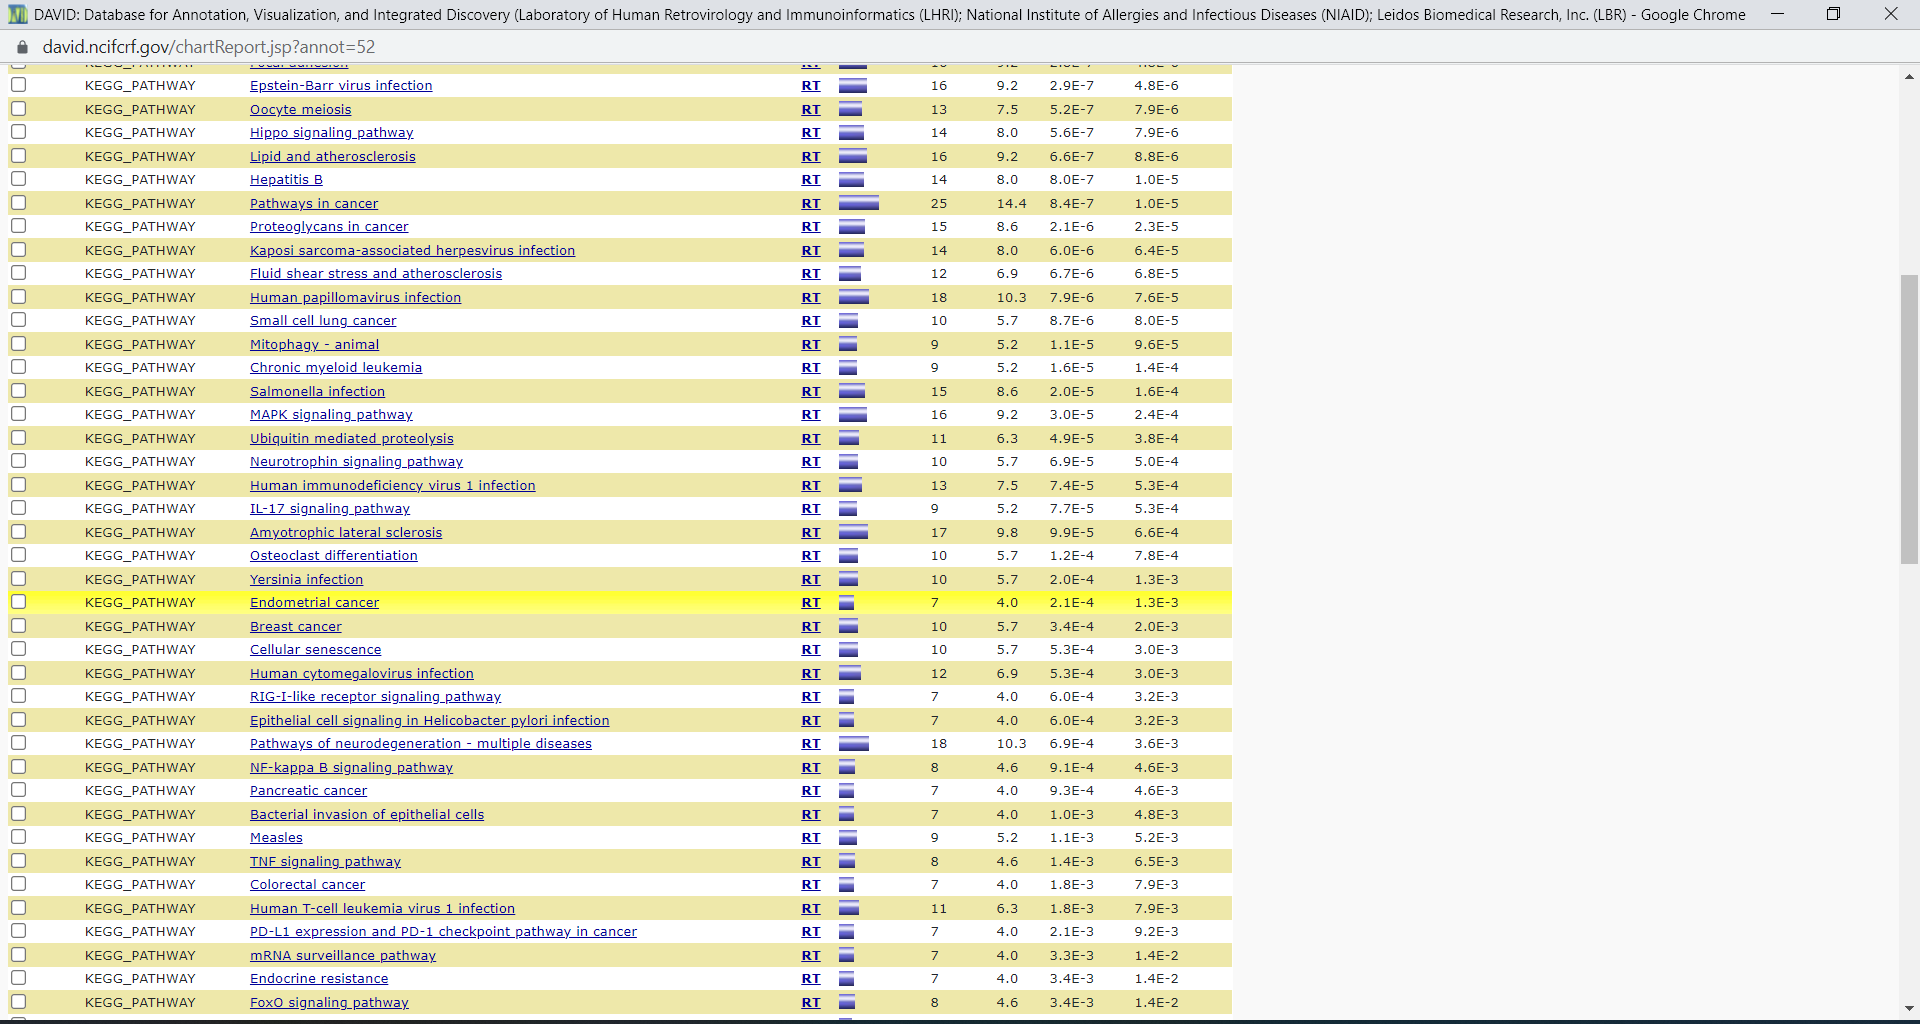 DAVID: Database for Annotation, Visualization, and Integrated Discovery (Laboratory of Human Retrovirology and Immunoinformatics (LHRI); National Institute of Allergies and Infectious Diseases (NIAID); Leidos Biomedical Research, Inc. (LBR) - Google Chrome
david.ncifcrf.gov/chartReport.jsp?annot=52
KEGG_PATHWAY Epstein-Barr virus infection RT 16 9.2 2.9E-7 4.8E-6
KEGG_PATHWAY Oocyte meiosis RT 13 7.5 5.2E-7 7.9E-6
KEGG_PATHWAY Hippo signaling pathway RT 14 8.0 5.6E-7 7.9E-6
KEGG_PATHWAY Lipid and atherosclerosis RT 16 9.2 6.6E-7 8.8E-6
KEGG_PATHWAY Hepatitis B RT 14 8.0 8.0E-7 1.0E-5
KEGG_PATHWAY Pathways in cancer RT 25 14.4 8.4E-7 1.0E-5
KEGG_PATHWAY Proteoglycans in cancer RT 15 8.6 2.1E-6 2.3E-5
KEGG_PATHWAY Kaposi sarcoma-associated herpesvirus infection RT 14 8.0 6.0E-6 6.4E-5
KEGG_PATHWAY Fluid shear stress and atherosclerosis RT 12 6.9 6.7E-6 6.8E-5
KEGG_PATHWAY Human papillomavirus infection RT 18 10.3 7.9E-6 7.6E-5
KEGG_PATHWAY Small cell lung cancer RT 10 5.7 8.7E-6 8.0E-5
KEGG_PATHWAY Mitophagy - animal RT 9 5.2 1.1E-5 9.6E-5
KEGG_PATHWAY Chronic myeloid leukemia RT 9 5.2 1.6E-5 1.4E-4
KEGG_PATHWAY Salmonella infection RT 15 8.6 2.0E-5 1.6E-4
KEGG_PATHWAY MAPK signaling pathway RT 16 9.2 3.0E-5 2.4E-4
KEGG_PATHWAY Ubiquitin mediated proteolysis RT 11 6.3 4.9E-5 3.8E-4
KEGG_PATHWAY Neurotrophin signaling pathway RT 10 5.7 6.9E-5 5.0E-4
KEGG_PATHWAY Human immunodeficiency virus 1 infection RT 13 7.5 7.4E-5 5.3E-4
KEGG_PATHWAY IL-17 signaling pathway RT 9 5.2 7.7E-5 5.3E-4
KEGG_PATHWAY Amyotrophic lateral sclerosis RT 17 9.8 9.9E-5 6.6E-4
KEGG_PATHWAY Osteoclast differentiation RT 10 5.7 1.2E-4 7.8E-4
KEGG_PATHWAY Yersinia infection RT 10 5.7 2.0E-4 1.3E-3
KEGG_PATHWAY Endometrial cancer RT 7 4.0 2.1E-4 1.3E-3
KEGG_PATHWAY Breast cancer RT 10 5.7 3.4E-4 2.0E-3
KEGG_PATHWAY Cellular senescence RT 10 5.7 5.3E-4 3.0E-3
KEGG_PATHWAY Human cytomegalovirus infection RT 12 6.9 5.3E-4 3.0E-3
KEGG_PATHWAY RIG-I-like receptor signaling pathway RT 7 4.0 6.0E-4 3.2E-3
KEGG_PATHWAY Epithelial cell signaling in Helicobacter pylori infection RT 7 4.0 6.0E-4 3.2E-3
KEGG_PATHWAY Pathways of neurodegeneration - multiple diseases RT 18 10.3 6.9E-4 3.6E-3
KEGG_PATHWAY NF-kappa B signaling pathway RT 8 4.6 9.1E-4 4.6E-3
KEGG_PATHWAY Pancreatic cancer RT 7 4.0 9.3E-4 4.6E-3
KEGG_PATHWAY Bacterial invasion of epithelial cells RT 7 4.0 1.0E-3 4.8E-3
KEGG_PATHWAY Measles RT 9 5.2 1.1E-3 5.2E-3
KEGG_PATHWAY TNF signaling pathway RT 8 4.6 1.4E-3 6.5E-3
KEGG_PATHWAY Colorectal cancer RT 7 4.0 1.8E-3 7.9E-3
KEGG_PATHWAY Human T-cell leukemia virus 1 infection RT 11 6.3 1.8E-3 7.9E-3
KEGG_PATHWAY PD-L1 expression and PD-1 checkpoint pathway in cancer RT 7 4.0 2.1E-3 9.2E-3
KEGG_PATHWAY mRNA surveillance pathway RT 7 4.0 3.3E-3 1.4E-2
KEGG_PATHWAY Endocrine resistance RT 7 4.0 3.4E-3 1.4E-2
KEGG_PATHWAY FoxO signaling pathway RT 8 4.6 3.4E-3 1.4E-2